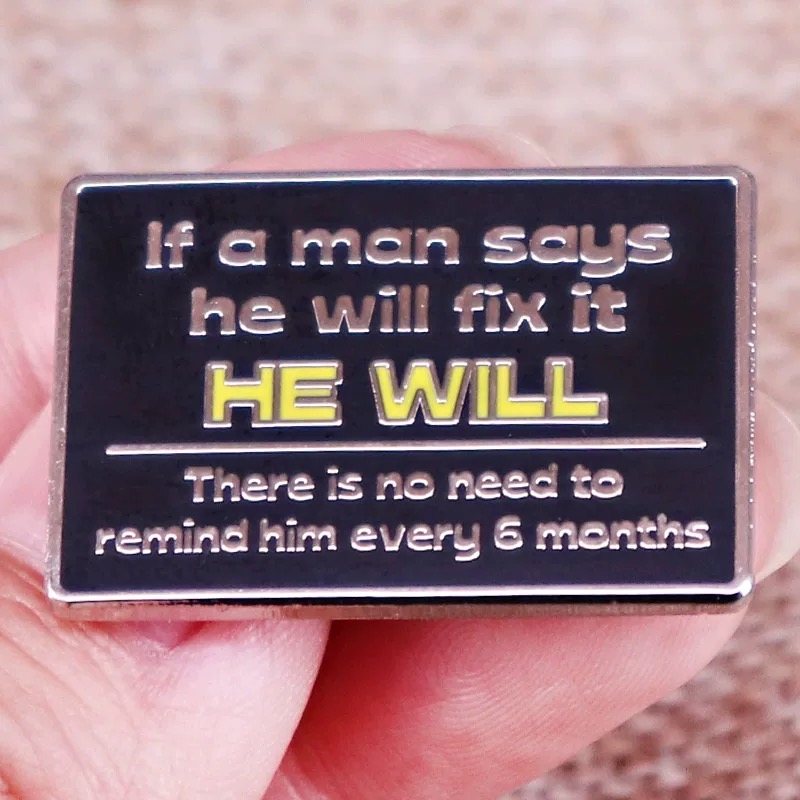 If a man says
he will fix it
HE WILL
There is no need to
remind him every 6 months